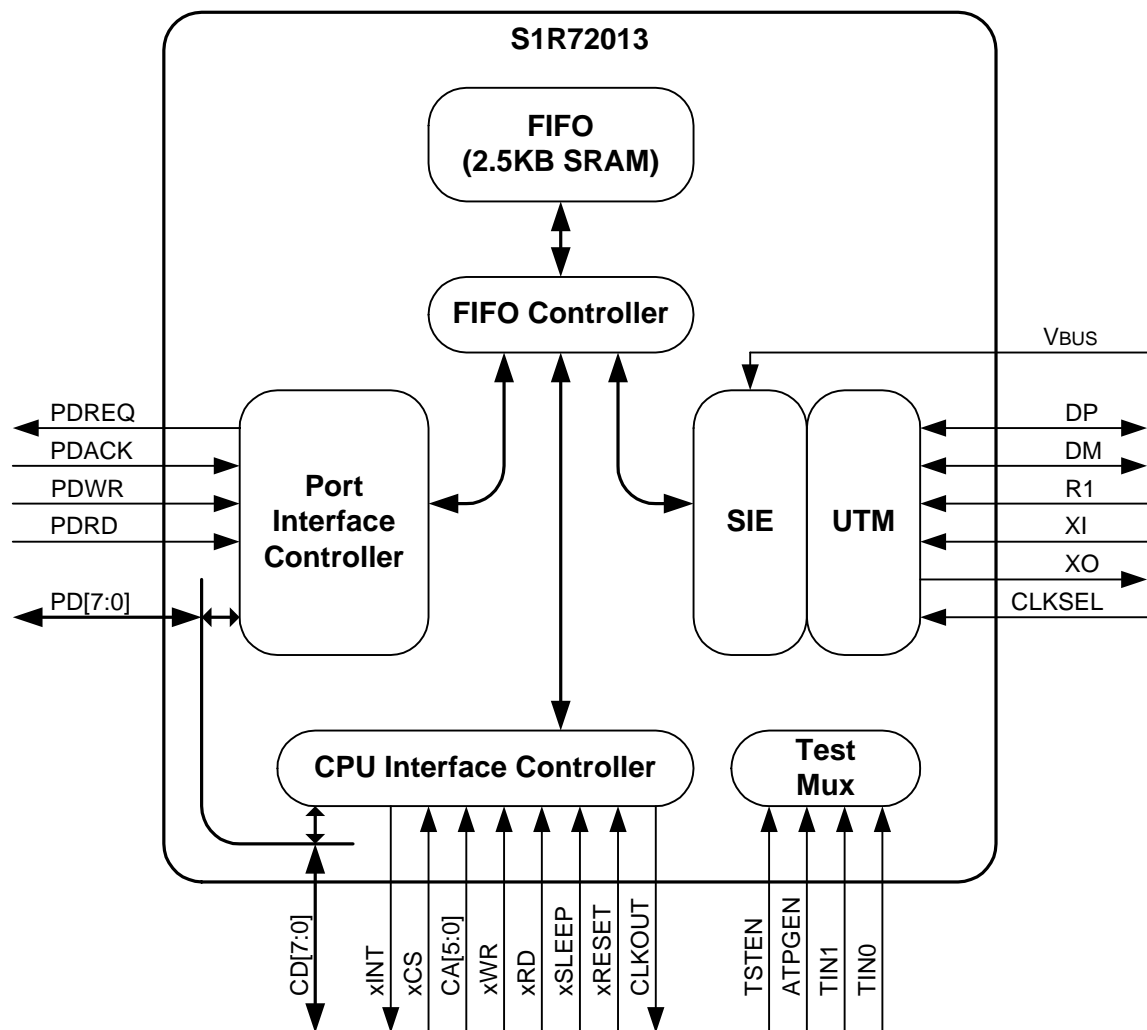 S1R72013
FIFO
(2.5KB SRAM)
FIFO Controller
VBUS
PDREQ
PDACK
PDWR
PDRD
PD[7:0]
Port
Interface
Controller
SIE
UTM
DP
DM
R1
XI
XO
CLKSEL
CPU Interface Controller
Test
Mux
CD[7:0]
xINT
xCS
CA[5:0]
xWR
xRD
xSLEEP
xRESET
CLKOUT
TSTEN
ATPGEN
TIN1
TIN0